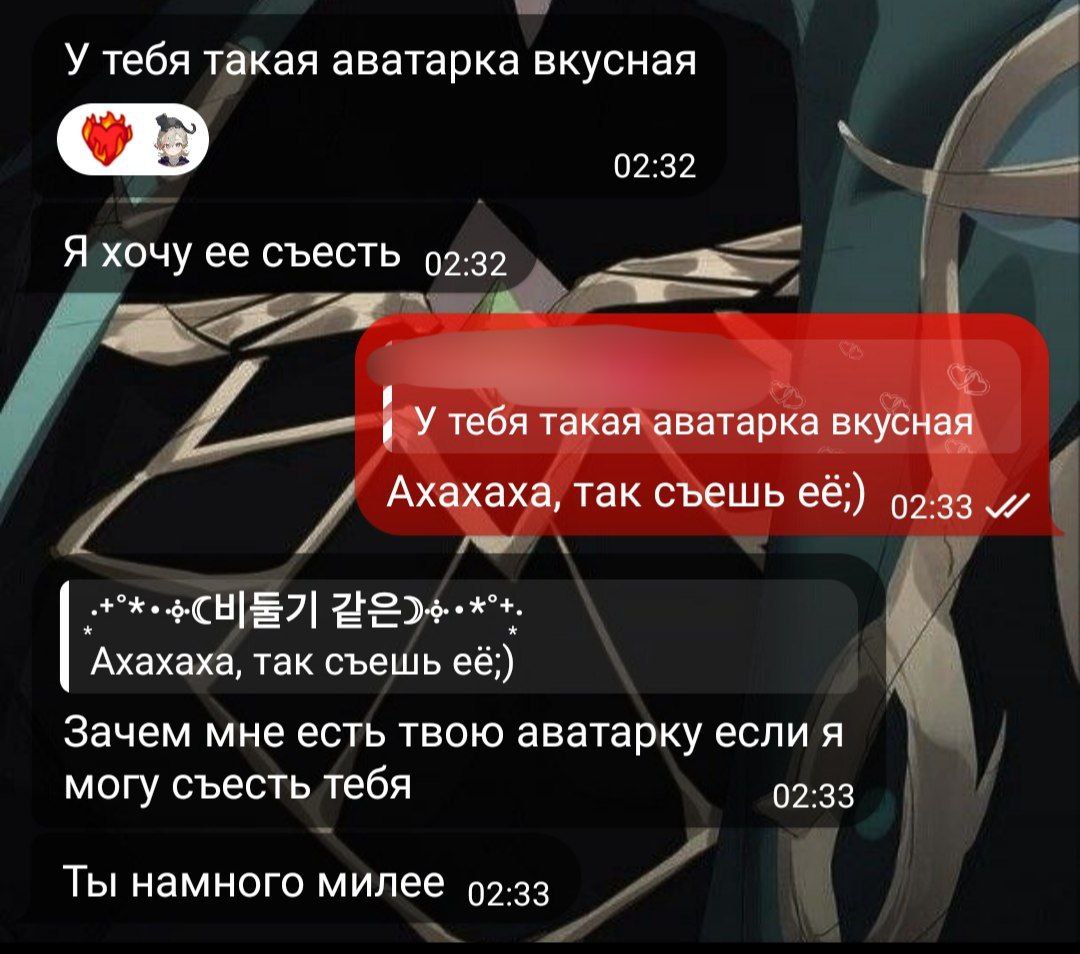 У тебя такая аватарка вкусная
02:32
Я хочу ее съесть 02:32
У тебя такая аватарка вкусная
Ахахаха, так съешь её;) 02:33
.⁺˚*•༓☾비둘기 같은☽༓•*˚⁺.
Ахахаха, так съешь её;)
Зачем мне есть твою аватарку если я
могу съесть тебя 02:33
Ты намного милее 02:33